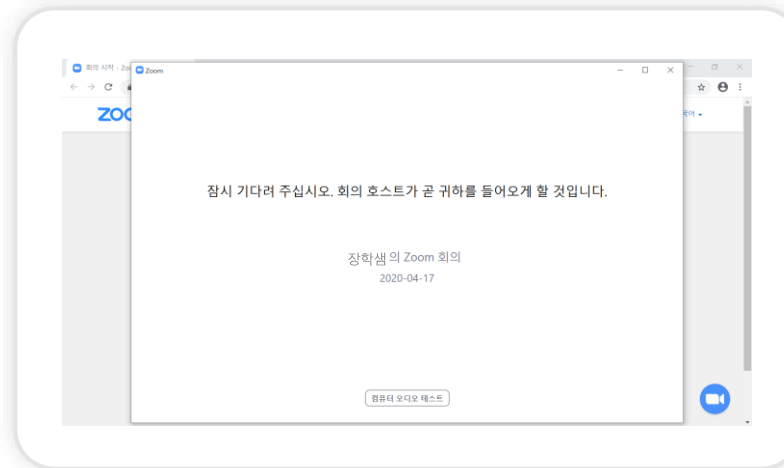 회의 시작 - Zoom
Zoom
잠시 기다려 주십시오. 회의 호스트가 곧 귀하를 들어오게 할 것입니다.
장학샘의 Zoom 회의
2020-04-17
컴퓨터 오디오 테스트